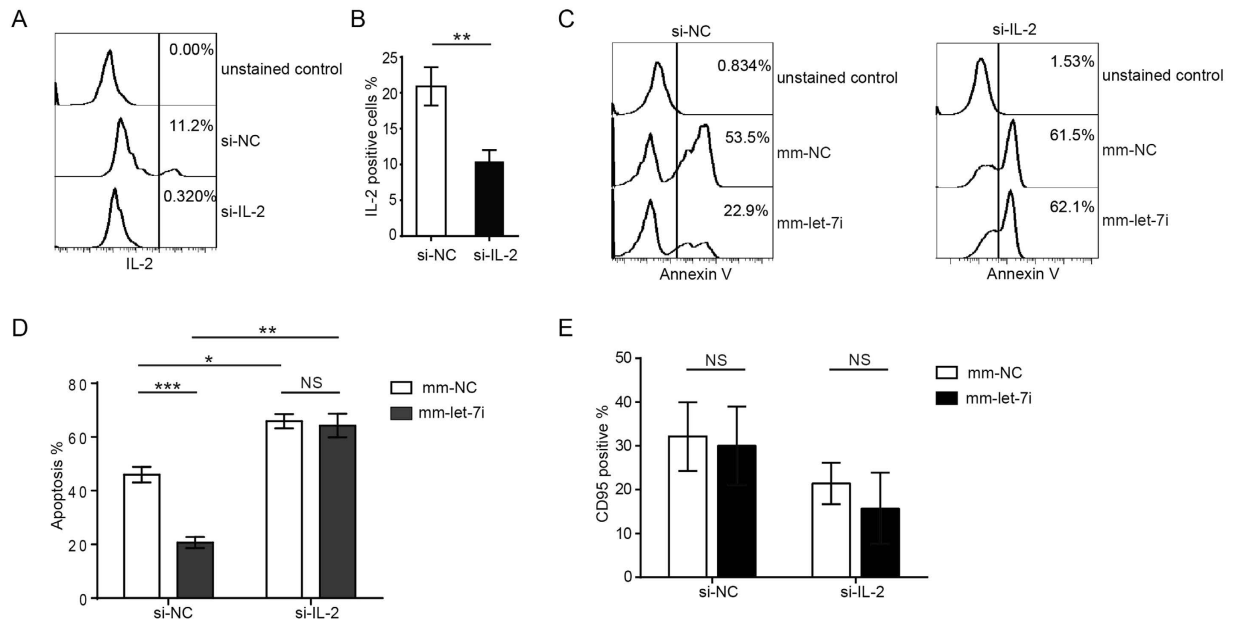 A
0.00%
unstained control
11.2%
si-NC
0.320%
si-IL-2
IL-2
B
**
IL-2 positive cells %
25
20
15
10
5
0
si-NC
si-IL-2
C
si-NC
0.834%
unstained control
53.5%
mm-NC
22.9%
mm-let-7i
Annexin V
si-IL-2
1.53%
unstained control
61.5%
mm-NC
62.1%
mm-let-7i
Annexin V
D
**
*
***
NS
mm-NC
mm-let-7i
Apoptosis %
80
60
40
20
0
si-NC
si-IL-2
E
NS
NS
mm-NC
mm-let-7i
CD95 positive %
50
40
30
20
10
0
si-NC
si-IL-2